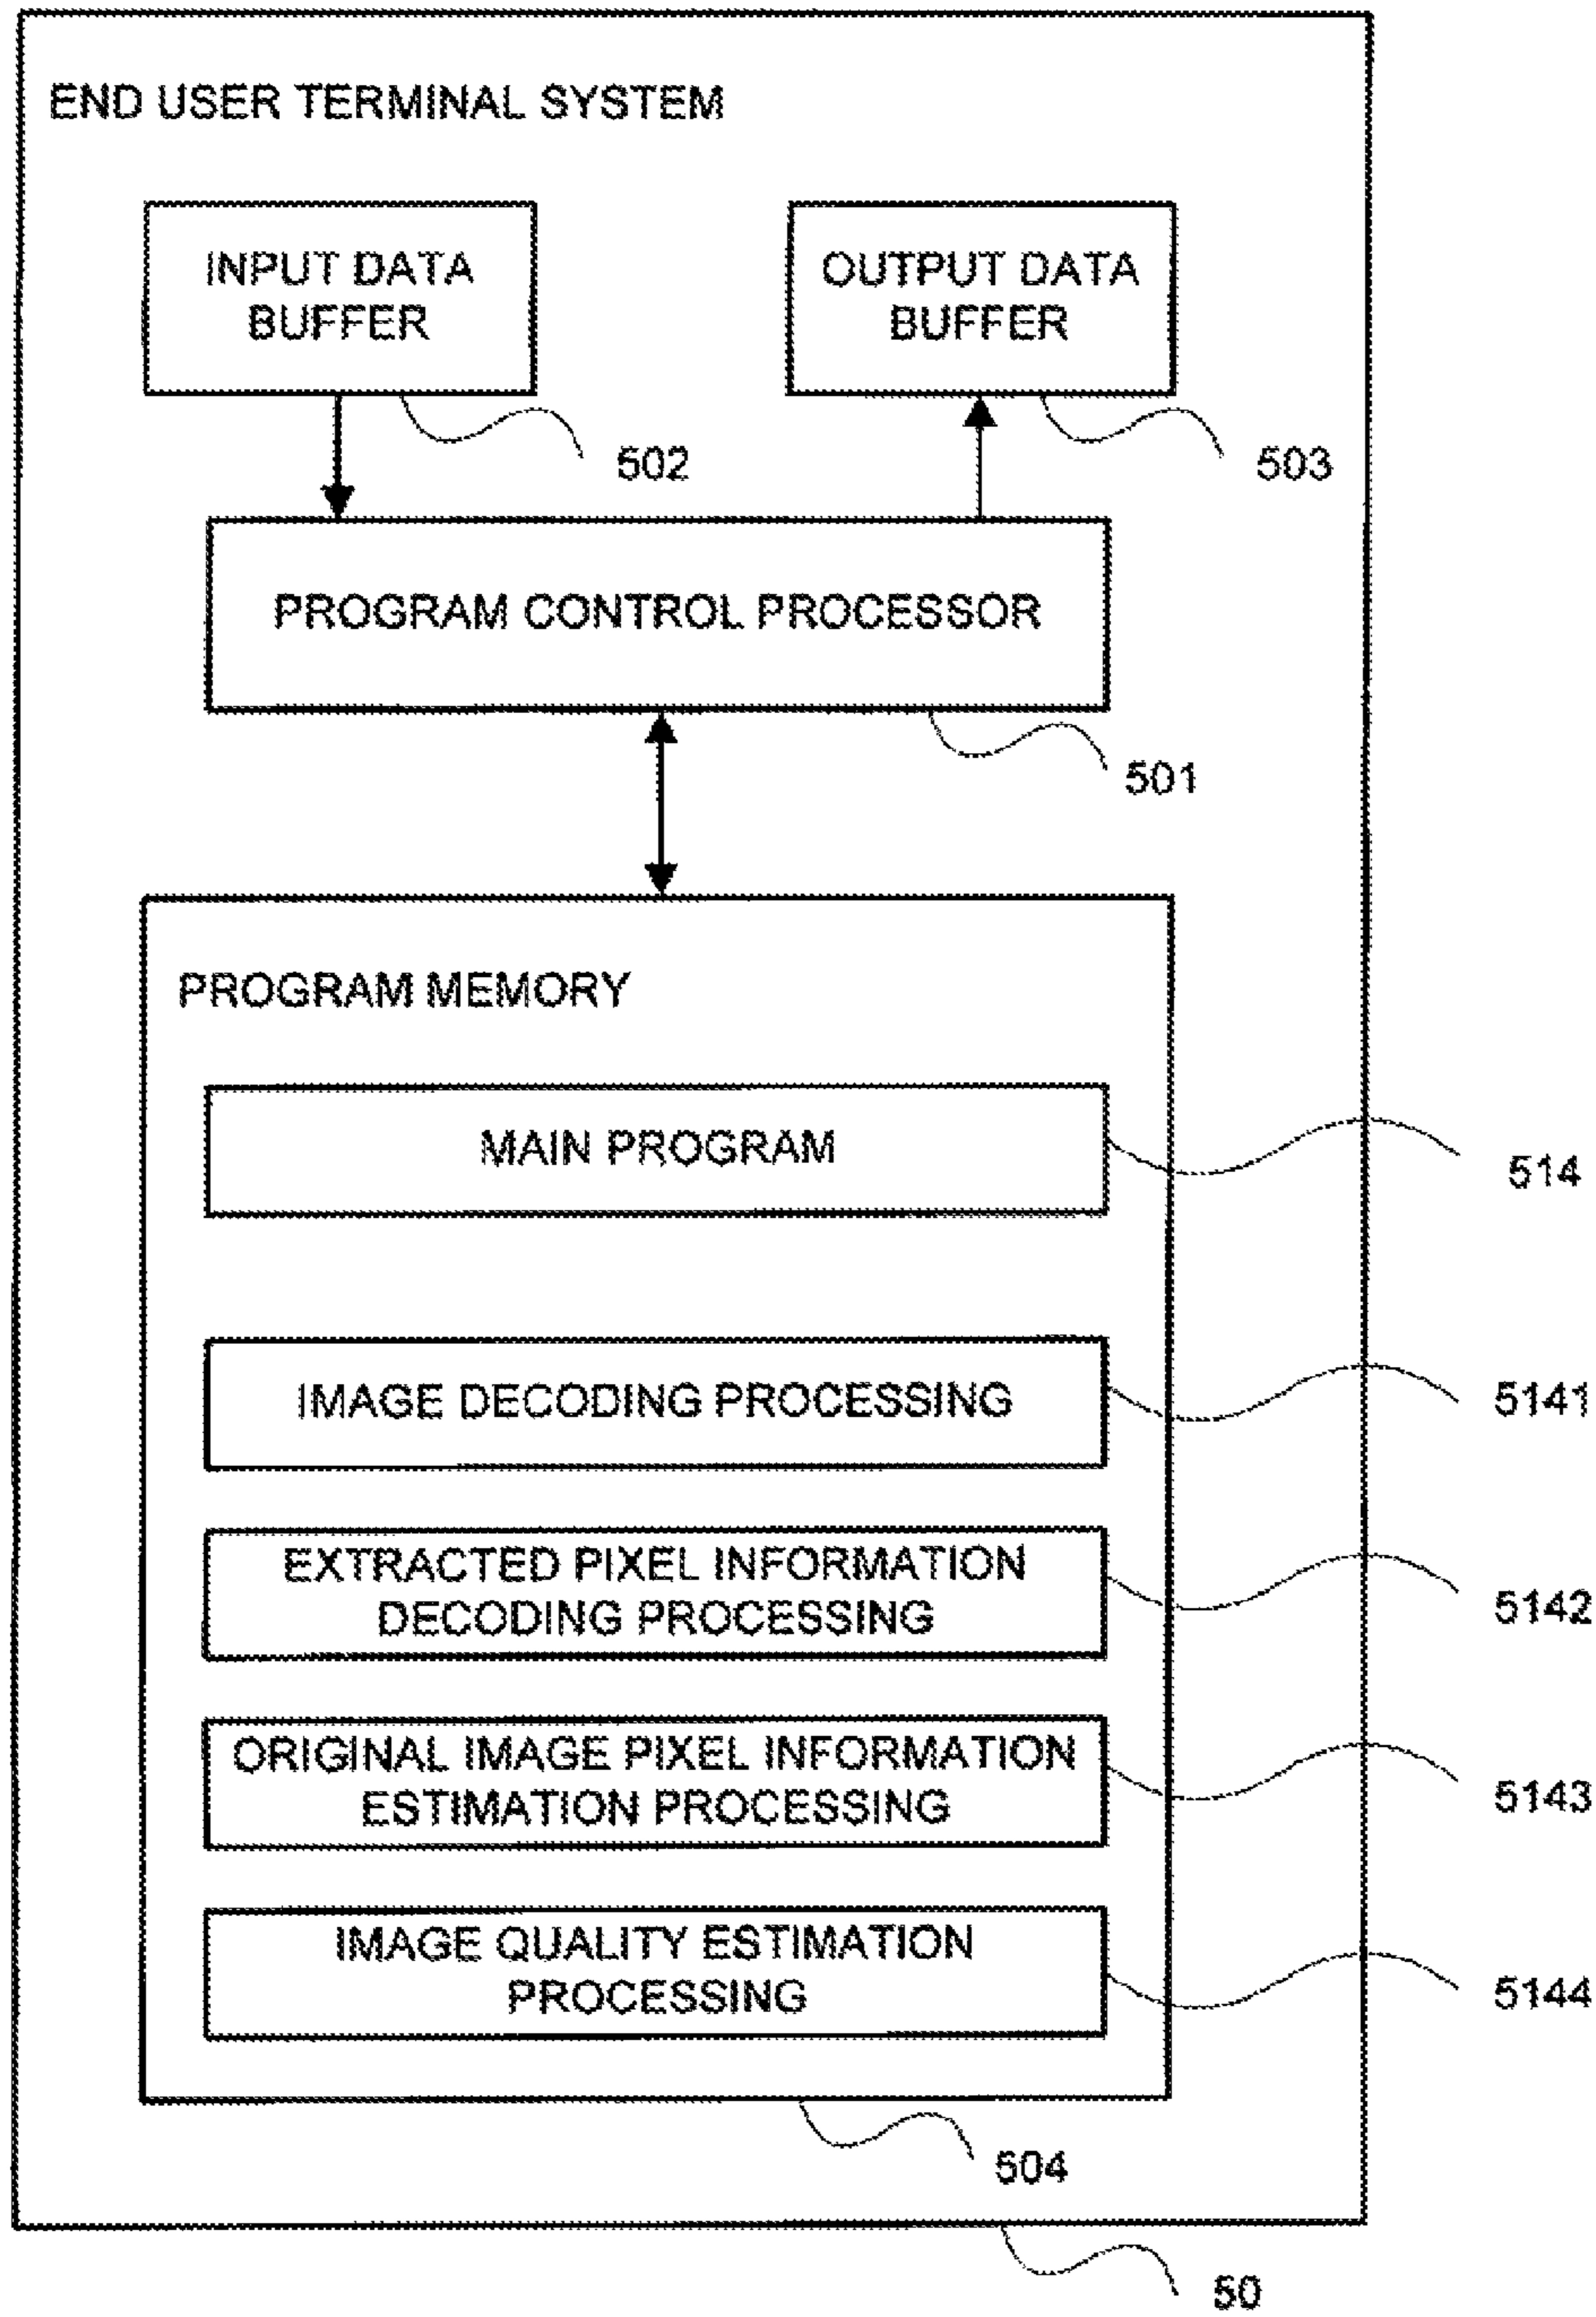 END USER TERMINAL SYSTEM
INPUT DATA
BUFFER
502
OUTPUT DATA
BUFFER
503
PROGRAM CONTROL PROCESSOR
501
PROGRAM MEMORY
MAIN PROGRAM
514
IMAGE DECODING PROCESSING
5141
EXTRACTED PIXEL INFORMATION
DECODING PROCESSING
5142
ORIGINAL IMAGE PIXEL INFORMATION
ESTIMATION PROCESSING
5143
IMAGE QUALITY ESTIMATION
PROCESSING
5144
504
50